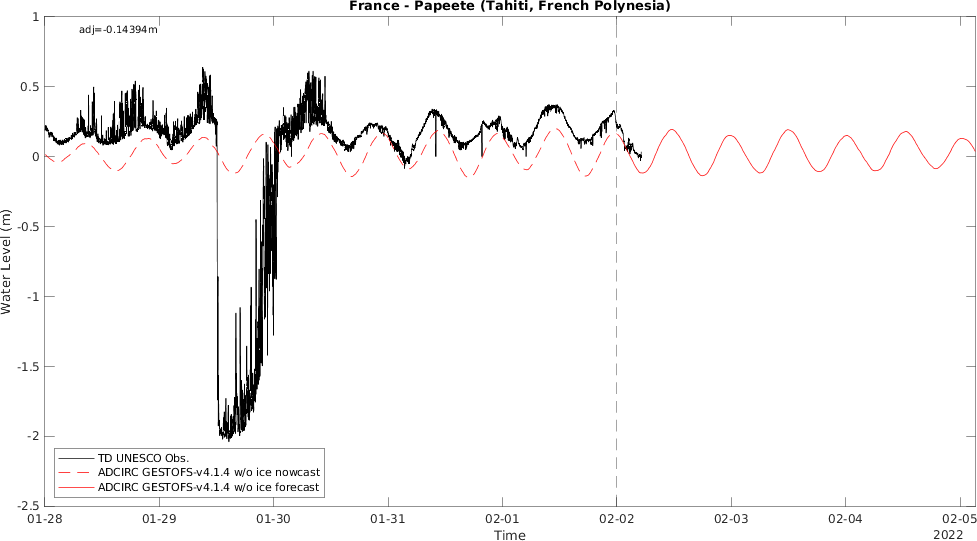 France - Papeete (Tahiti, French Polynesia)
adj=-0.14394m
1
0.5
0
-0.5
-1
-1.5
-2
-2.5
Water Level (m)
TD UNESCO Obs.
ADCIRC GESTOFS-v4.1.4 w/o ice nowcast
ADCIRC GESTOFS-v4.1.4 w/o ice forecast
01-28 01-29 01-30 01-31 02-01 02-02 02-03 02-04 02-05
Time
2022